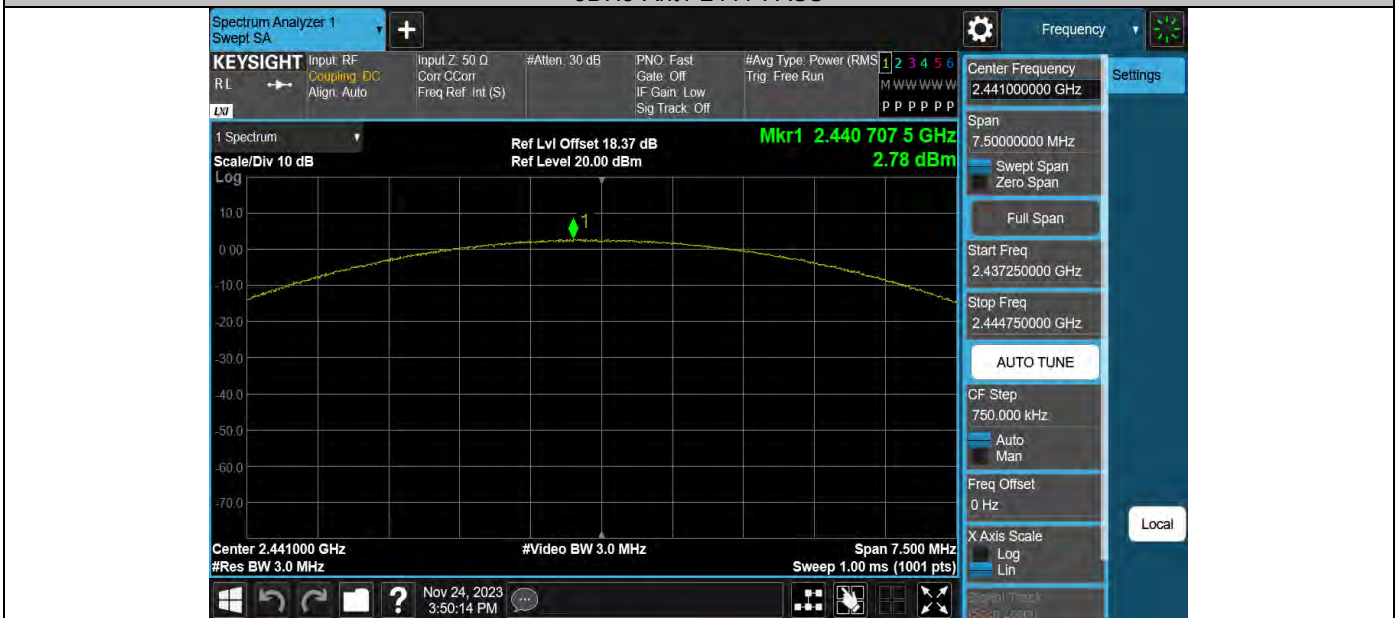 Spectrum Analyzer 1
Swept SA
+
Frequency
KEYSIGHT
Input: RF
Input Z: 50 Ω
#Atten: 30 dB
PNO: Fast
#Avg Type: Power (RMS
1 2 3 4 5 6
RL
Coupling: DC
Corr CCorr
Gate: Off
Trig: Free Run
M W W W W W
Align: Auto
Freq Ref: Int (S)
IF Gain: Low
LXI
Sig Track: Off
P P P P P P
1 Spectrum
Ref Lvl Offset 18.37 dB
Mkr1 2.440 707 5 GHz
Scale/Div 10 dB
Ref Level 20.00 dBm
2.78 dBm
Log
1
10.0
0.00
-10.0
-20.0
-30.0
-40.0
-50.0
-60.0
-70.0
Center 2.441000 GHz
#Video BW 3.0 MHz
Span 7.500 MHz
#Res BW 3.0 MHz
Sweep 1.00 ms (1001 pts)
Center Frequency
2.441000000 GHz
Settings
Span
7.50000000 MHz
Swept Span
Zero Span
Full Span
Start Freq
2.437250000 GHz
Stop Freq
2.444750000 GHz
AUTO TUNE
CF Step
750.000 kHz
Auto
Man
Freq Offset
0 Hz
Local
X Axis Scale
Log
Lin
Signal Track
?
Nov 24, 2023
3:50:14 PM